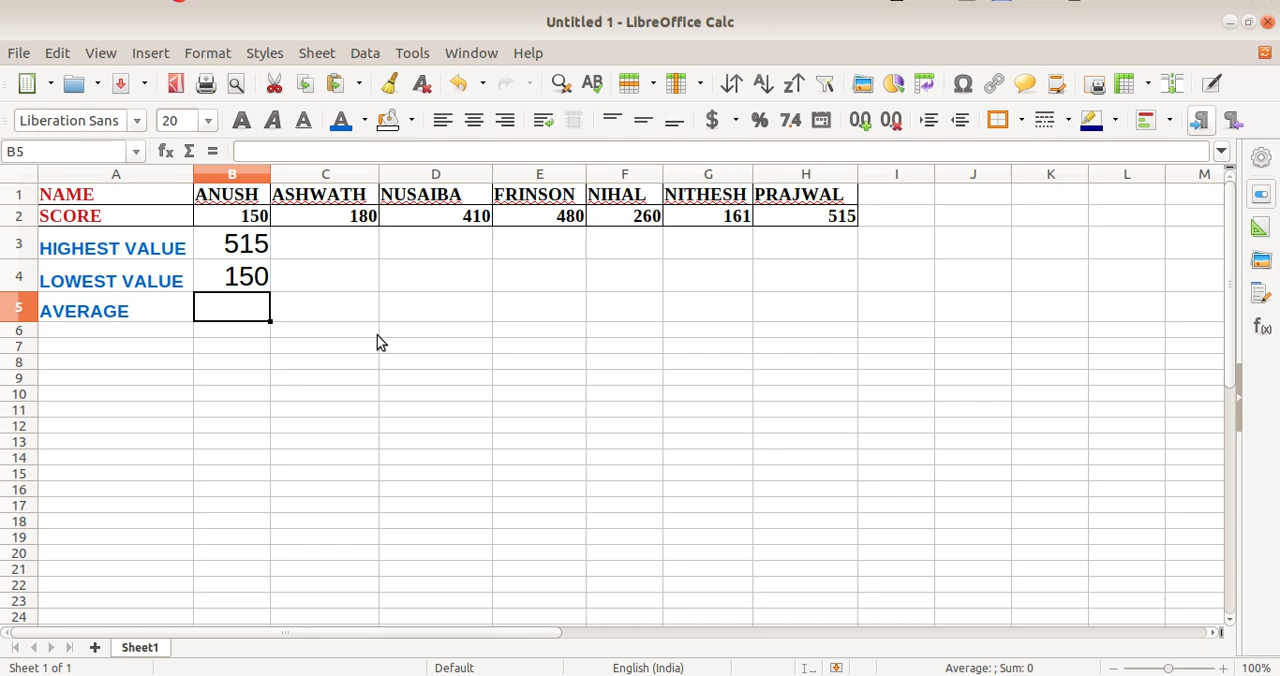 Untitled 1 - LibreOffice Calc
File Edit View Insert Format Styles Sheet Data Tools Window Help
Liberation Sans 20
B5
A B C D E F G H I J K L M
1 NAME ANUSH ASHWATH NUSAIBA FRINSON NIHAL NITHESH PRAJWAL
2 SCORE 150 180 410 480 260 161 515
3 HIGHEST VALUE 515
4 LOWEST VALUE 150
5 AVERAGE
6
7
8
9
10
11
12
13
14
15
16
17
18
19
20
21
22
23
24
Sheet1
Sheet 1 of 1 Default English (India) Average: ; Sum: 0 100%